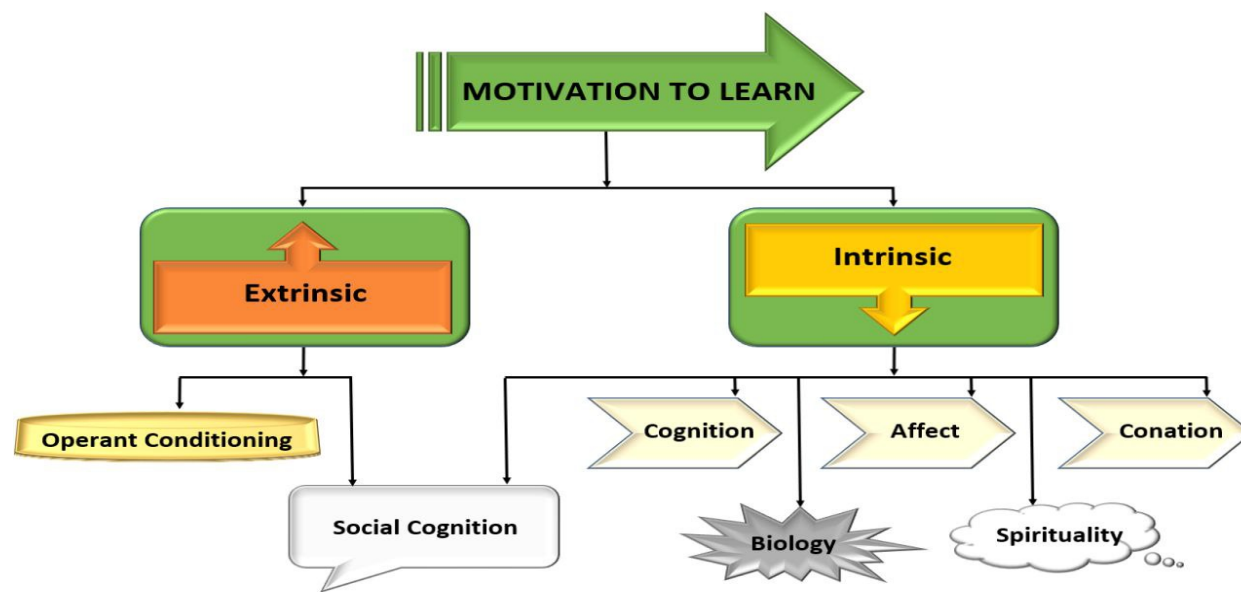 MOTIVATION TO LEARN
Extrinsic
Intrinsic
Operant Conditioning
Social Cognition
Cognition
Affect
Conation
Biology
Spirituality